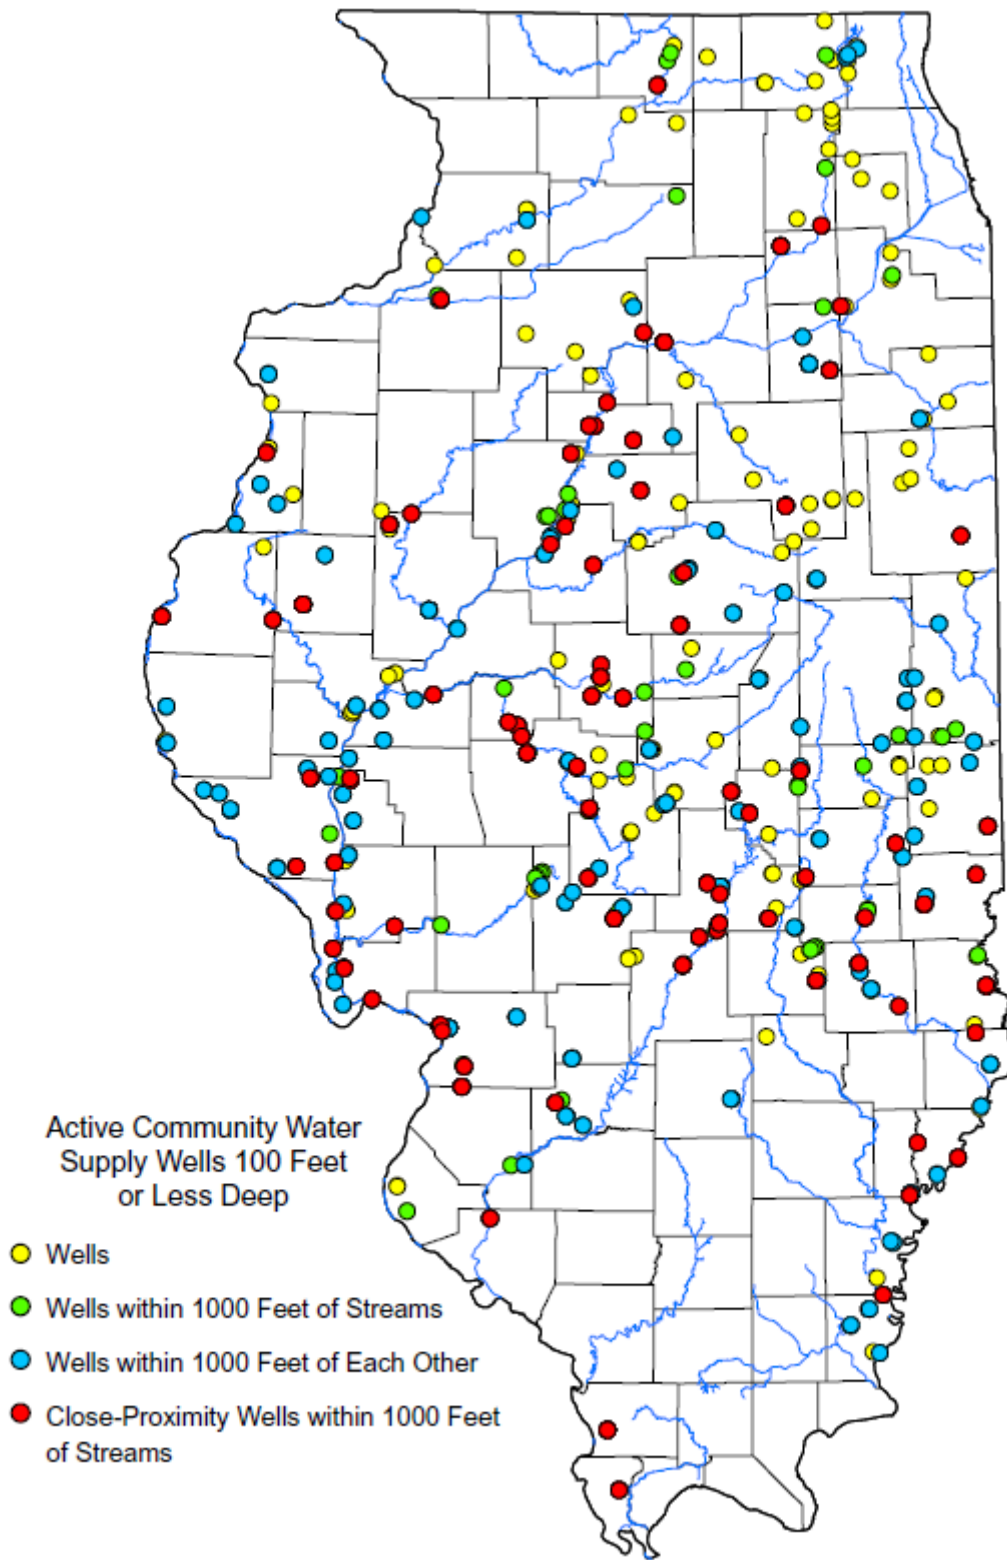 Active Community Water
Supply Wells 100 Feet
or Less Deep
Wells
Wells within 1000 Feet of Streams
Wells within 1000 Feet of Each Other
Close-Proximity Wells within 1000 Feet
of Streams